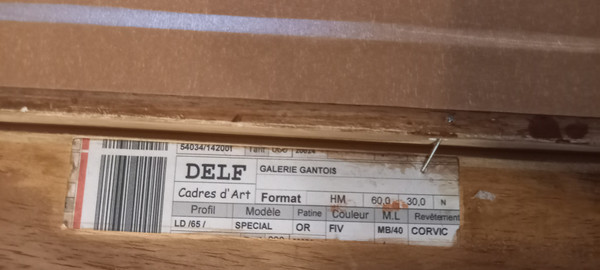 54034/142001 Tarif
DELF GALERIE GANTOIS
Cadres d'Art Format HM 60,0 30,0 N
Profil Modèle Patine Couleur M.L Revêtement
LD /65 / SPECIAL OR FIV MB/40 CORVIC